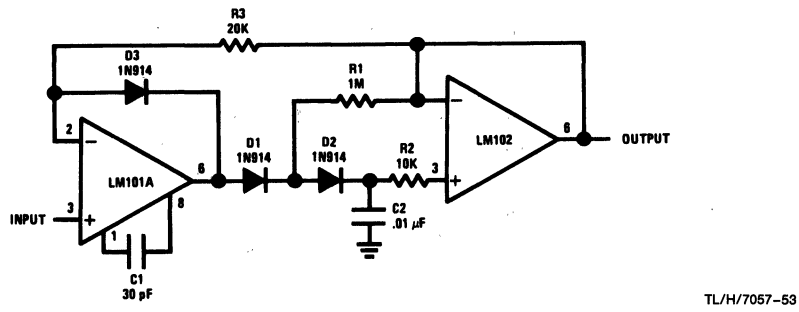 R3
20K
D3
1N914
R1
1M
2
−
LM101A
6
8
INPUT
3
+
1
C1
30 pF
D1
1N914
D2
1N914
R2
10K
3
C2
.01 μF
−
LM102
+
6
OUTPUT
TL/H/7057–53